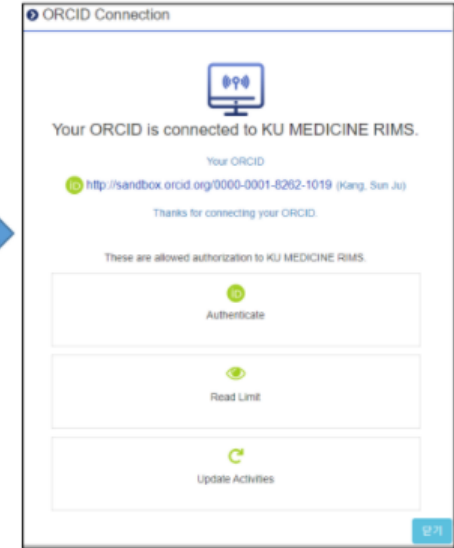 ORCID Connection
Your ORCID is connected to KU MEDICINE RIMS.
Your ORCID
iD http://sandbox.orcid.org/0000-0001-8262-1019 (Kang, Sun Ju)
Thanks for connecting your ORCID.
These are allowed authorization to KU MEDICINE RIMS.
iD
Authenticate
Read Limit
Update Activities
닫기